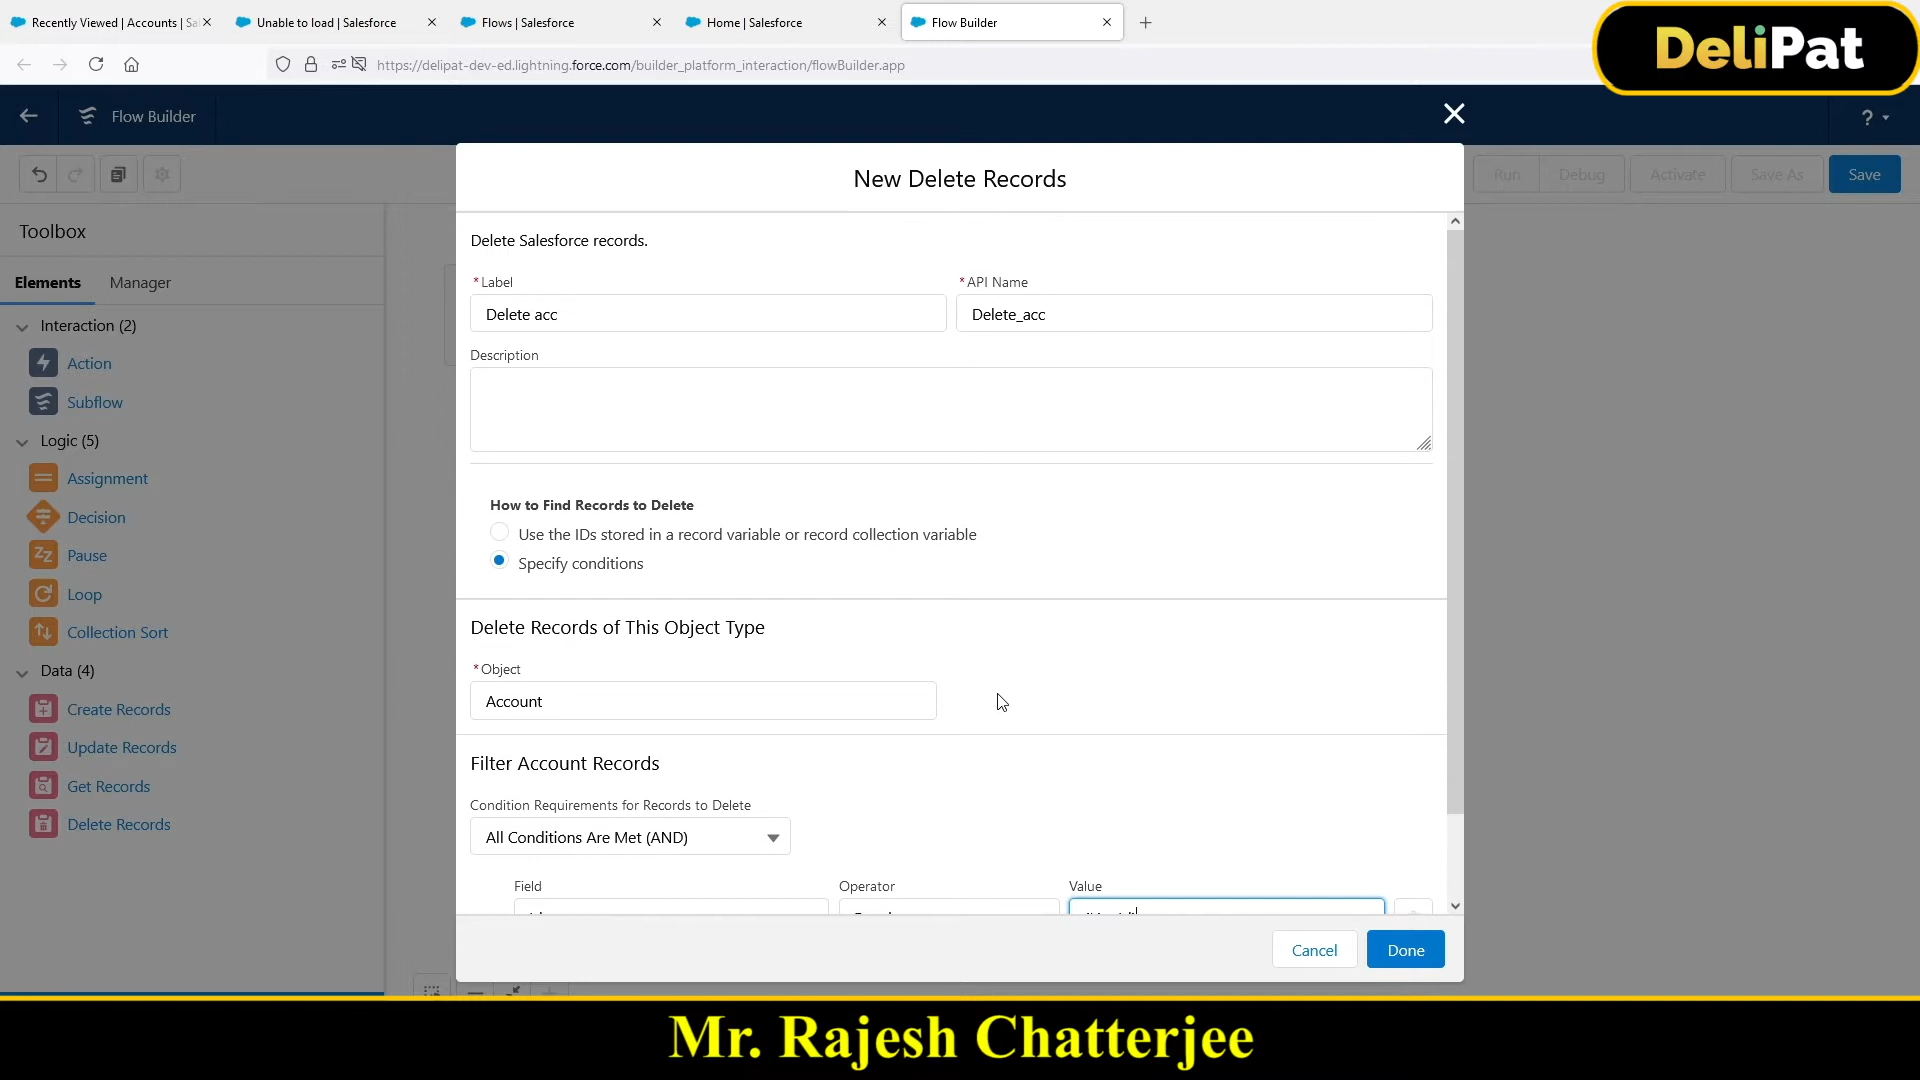 Recently Viewed | Accounts | Sa
Unable to load | Salesforce
Flows | Salesforce
Home | Salesforce
Flow Builder
DeliPat
https://delipat-dev-ed.lightning.force.com/builder_platform_interaction/flowBuilder.app
Flow Builder
?
Run
Debug
Activate
Save As
Save
Toolbox
Elements
Manager
Interaction (2)
Action
Subflow
Logic (5)
Assignment
Decision
Pause
Loop
Collection Sort
Data (4)
Create Records
Update Records
Get Records
Delete Records
New Delete Records
Delete Salesforce records.
*Label
*API Name
Delete acc
Delete_acc
Description
How to Find Records to Delete
Use the IDs stored in a record variable or record collection variable
Specify conditions
Delete Records of This Object Type
*Object
Account
Filter Account Records
Condition Requirements for Records to Delete
All Conditions Are Met (AND)
Field
Operator
Value
Cancel
Done
Mr. Rajesh Chatterjee